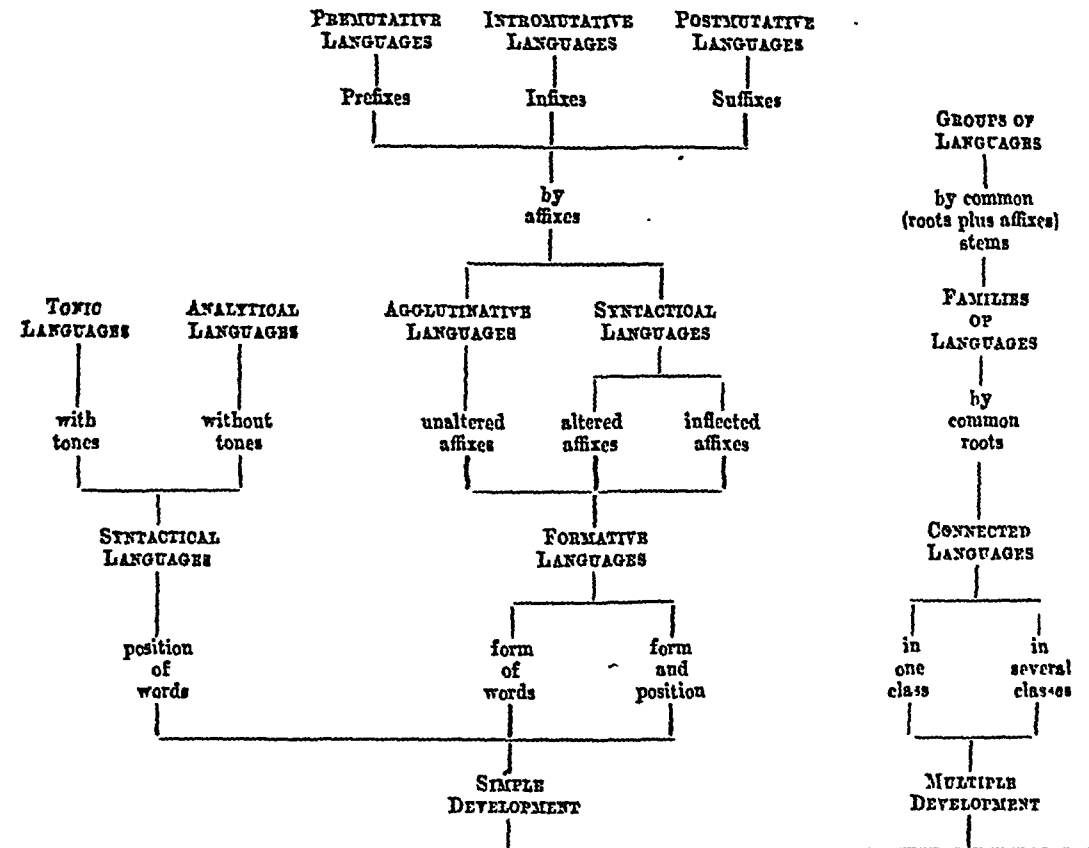 PREMUTATIVE LANGUAGES
INTROMUTATIVE LANGUAGES
POSTMUTATIVE LANGUAGES
Prefixes
Infixes
Suffixes
GROUPS OF
LANGUAGES
by
affixes
by common
(roots plus affixes)
stems
TONIC
LANGUAGES
ANALYTICAL
LANGUAGES
AGGLUTINATIVE
LANGUAGES
SYNTACTICAL
LANGUAGES
FAMILIES
OF
LANGUAGES
with
tones
without
tones
unaltered
affixes
altered
affixes
inflected
affixes
by
common
roots
SYNTACTICAL
LANGUAGES
FORMATIVE
LANGUAGES
CONNECTED
LANGUAGES
position
of
words
form
of
words
form
and
position
in
one
class
in
several
classes
SIMPLE
DEVELOPMENT
MULTIPLE
DEVELOPMENT